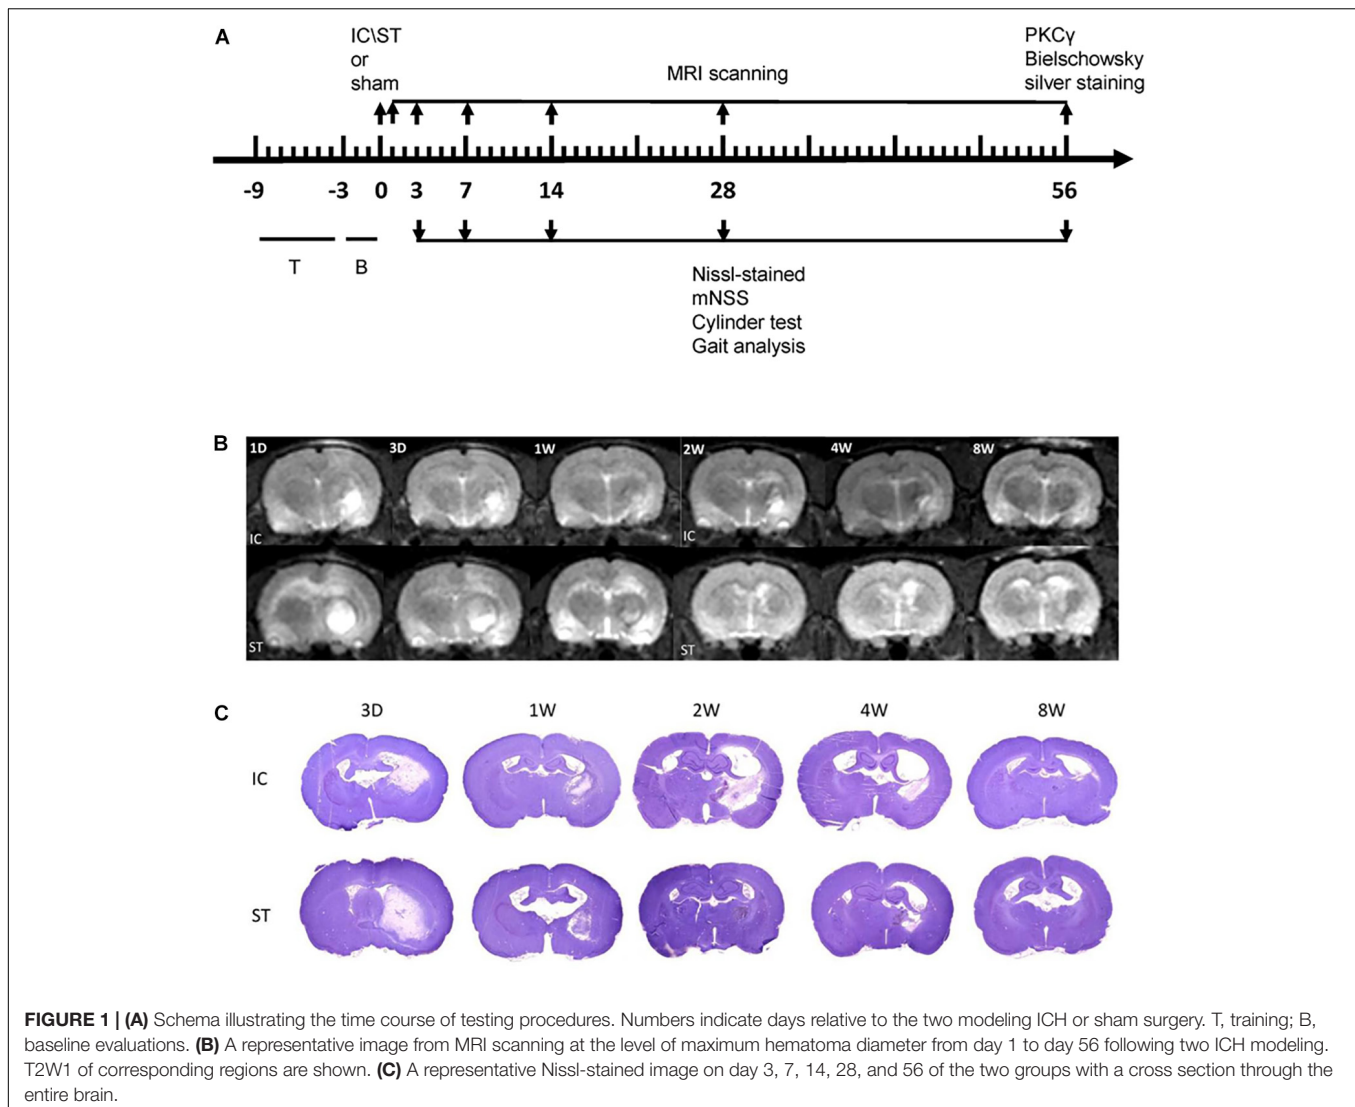 A
IC\ST
or
sham
MRI scanning
PKCγ
Bielschowsky
silver staining
-9 -3 0 3 7 14 28 56
T B
Nissl-stained
mNSS
Cylinder test
Gait analysis
B
1D 3D 1W 2W 4W 8W
IC IC
ST ST
C
3D 1W 2W 4W 8W
IC
ST
FIGURE 1 | (A) Schema illustrating the time course of testing procedures. Numbers indicate days relative to the two modeling ICH or sham surgery. T, training; B,
baseline evaluations. (B) A representative image from MRI scanning at the level of maximum hematoma diameter from day 1 to day 56 following two ICH modeling.
T2W1 of corresponding regions are shown. (C) A representative Nissl-stained image on day 3, 7, 14, 28, and 56 of the two groups with a cross section through the
entire brain.